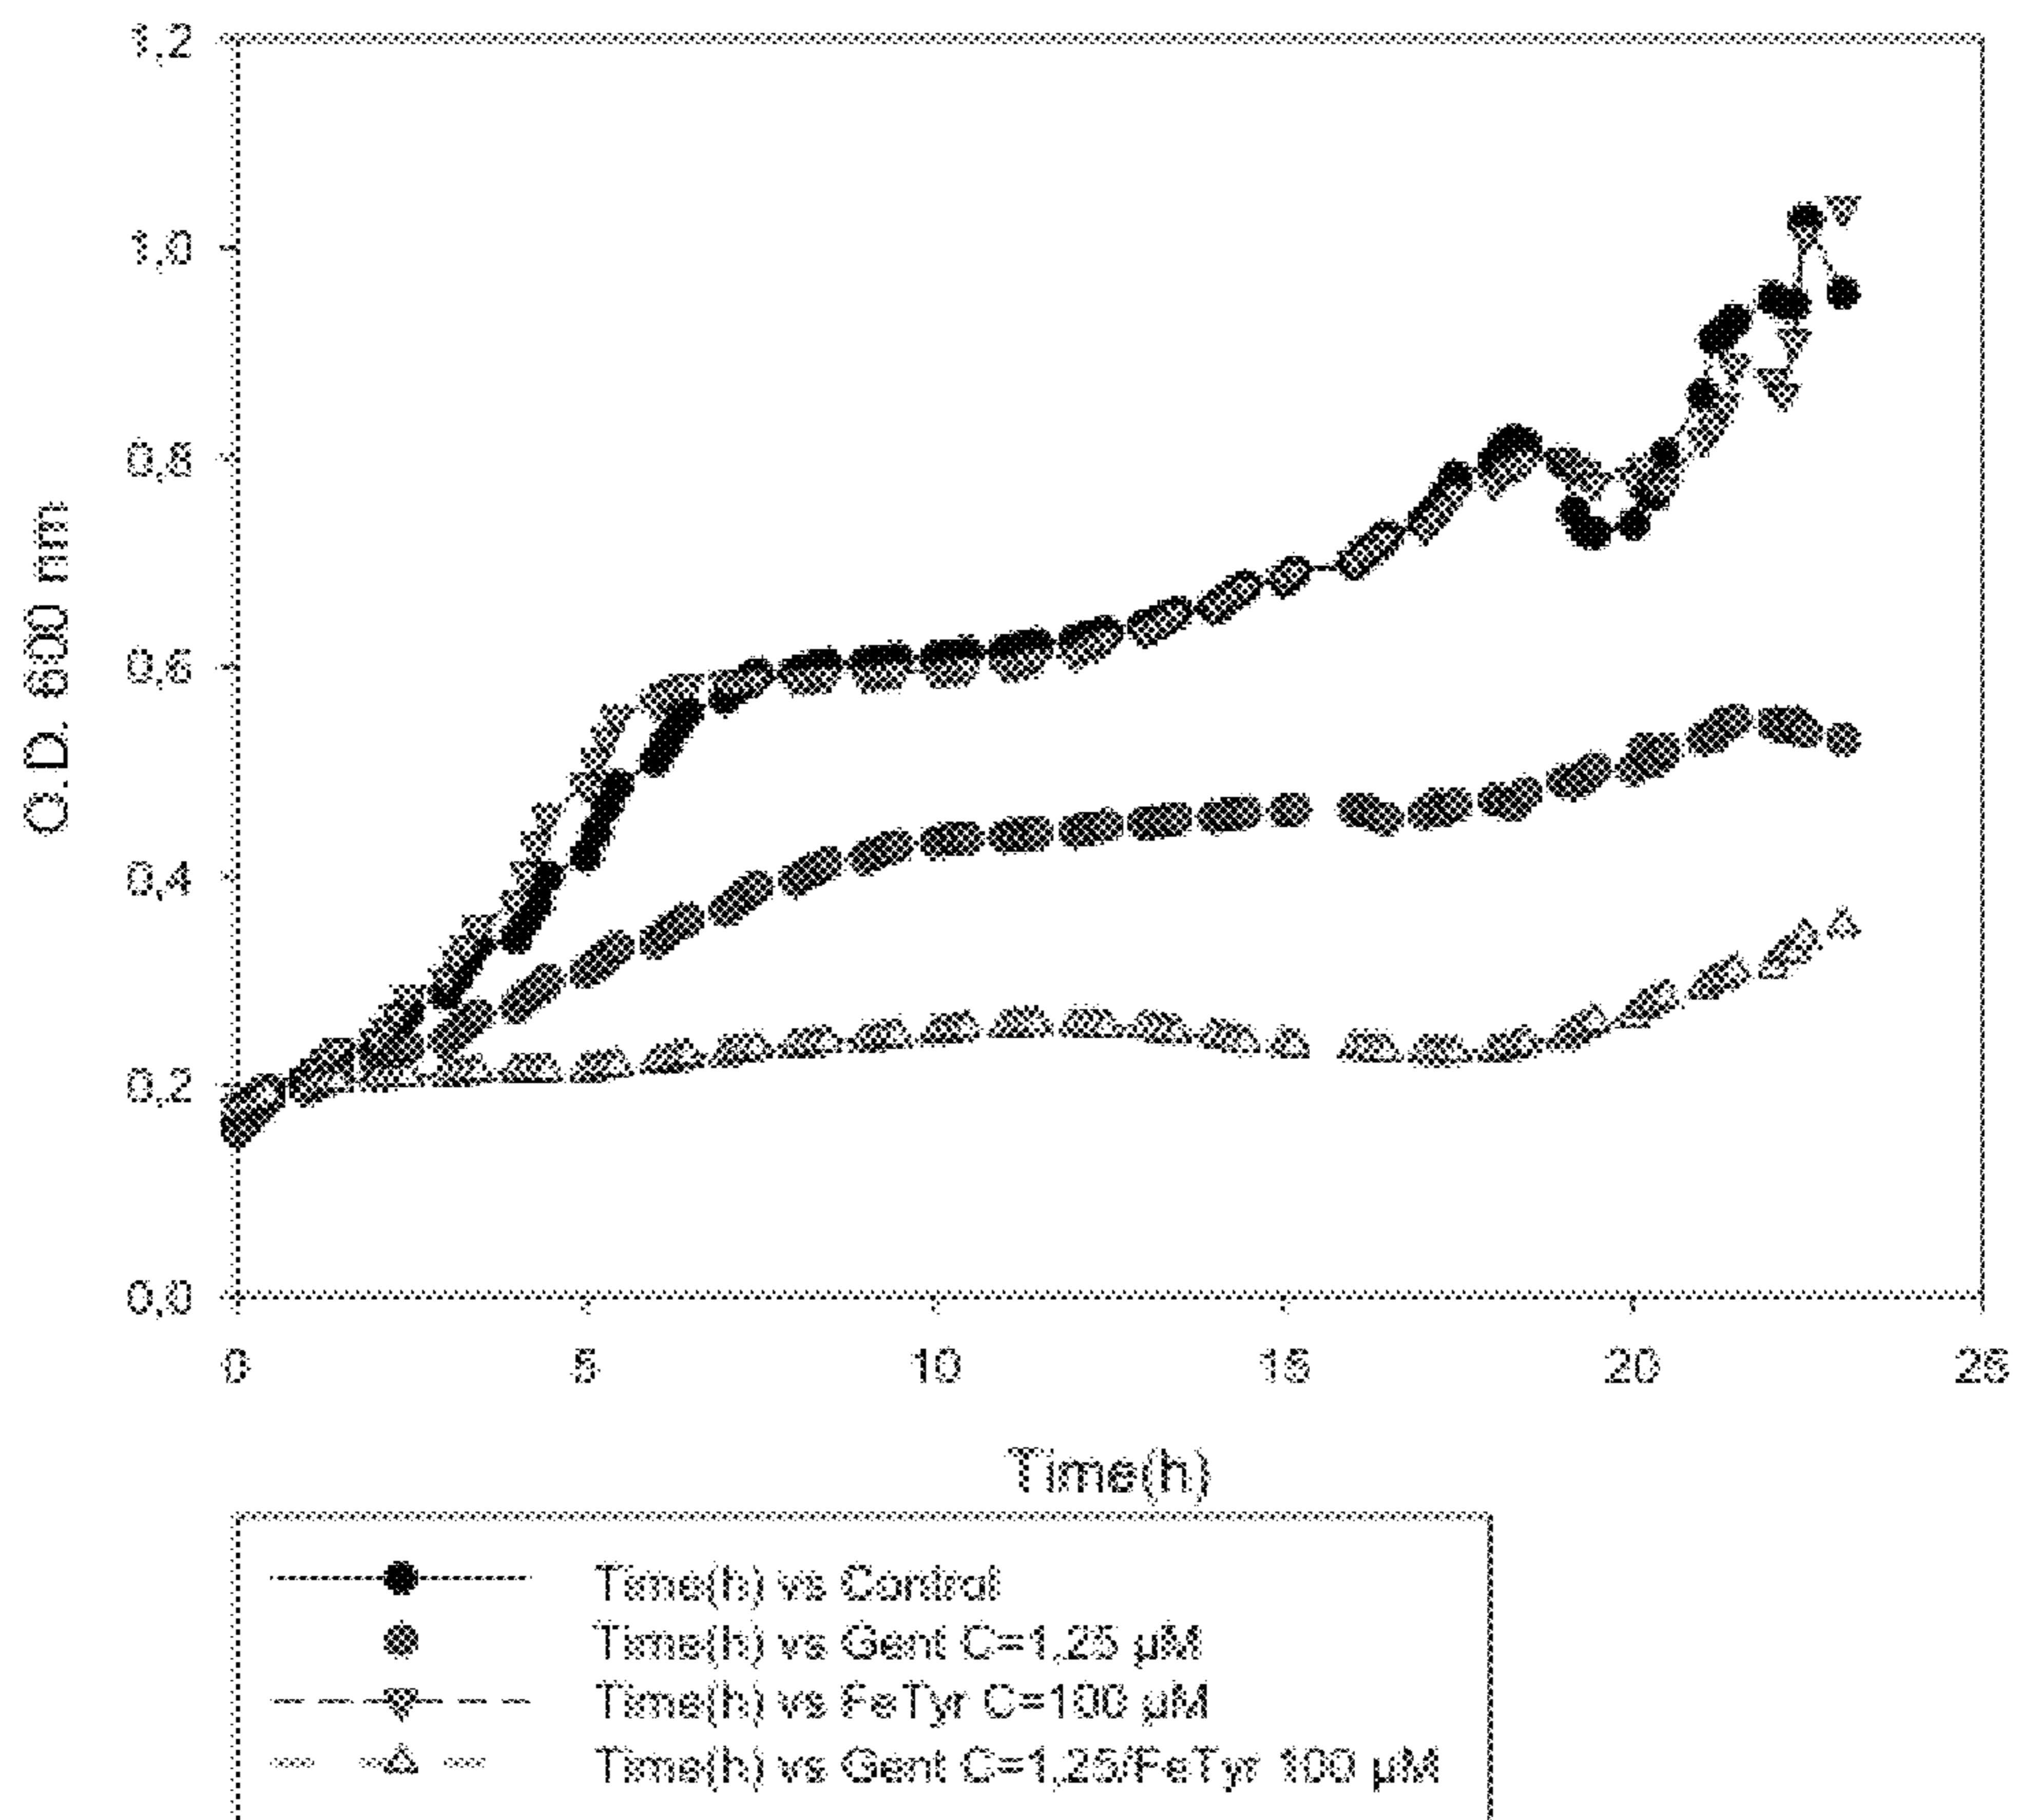 1,2
1,0
0,8
0,6
0,4
0,2
0,0
O.D. 600 nm
0 5 10 15 20 25
Time(h)
Time(h) vs Control
Time(h) vs Gent C=1,25 µM
Time(h) vs FeTyr C=100 µM
Time(h) vs Gent C=1,25/FeTyr 100 µM